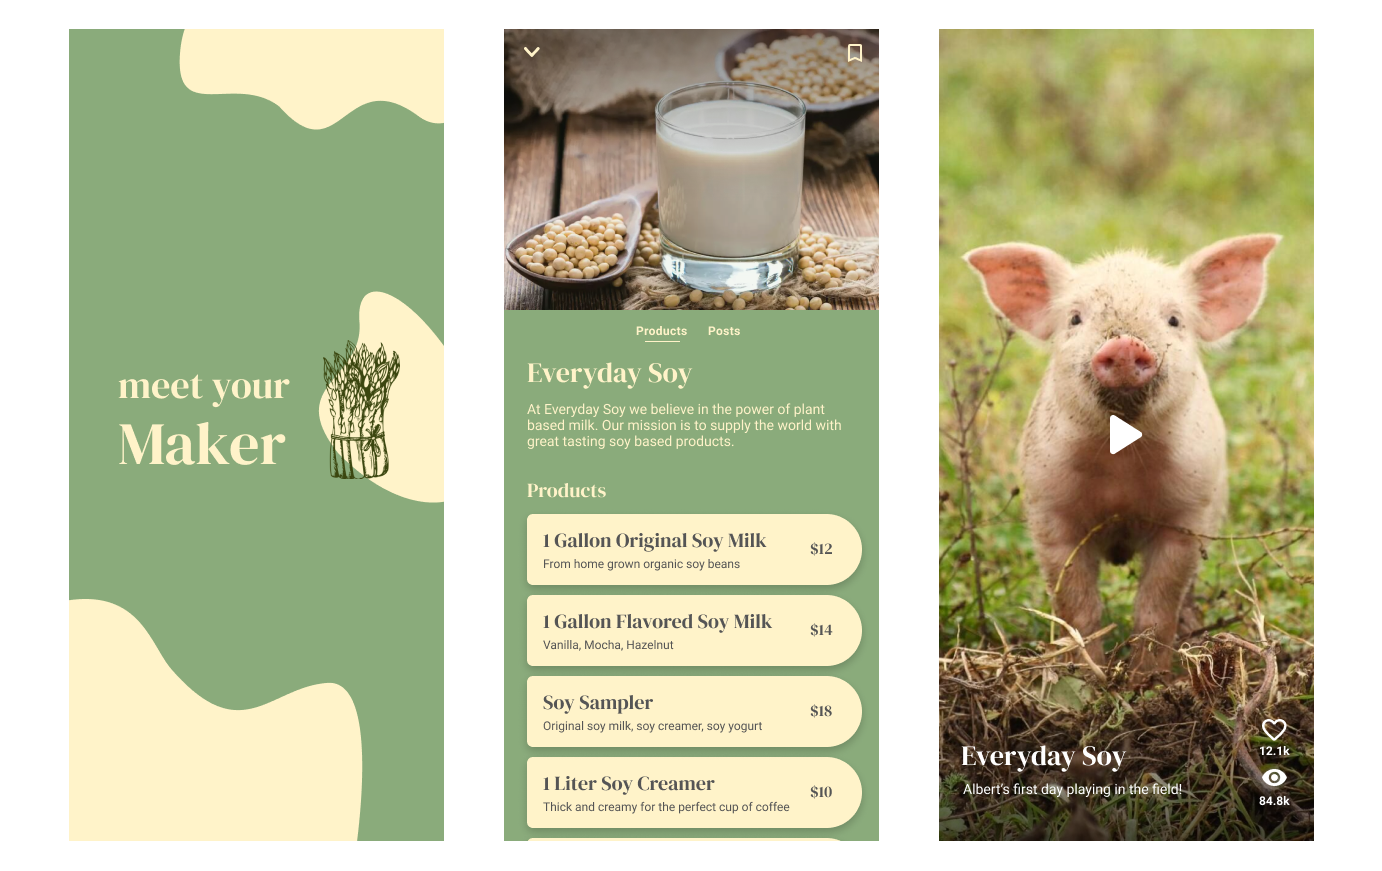 meet your
Maker
Products Posts
Everyday Soy
At Everyday Soy we believe in the power of plant
based milk. Our mission is to supply the world with
great tasting soy based products.
Products
1 Gallon Original Soy Milk
From home grown organic soy beans
$12
1 Gallon Flavored Soy Milk
Vanilla, Mocha, Hazelnut
$14
Soy Sampler
Original soy milk, soy creamer, soy yogurt
$18
1 Liter Soy Creamer
Thick and creamy for the perfect cup of coffee
$10
Everyday Soy
Albert's first day playing in the field!
12.1k
84.8k